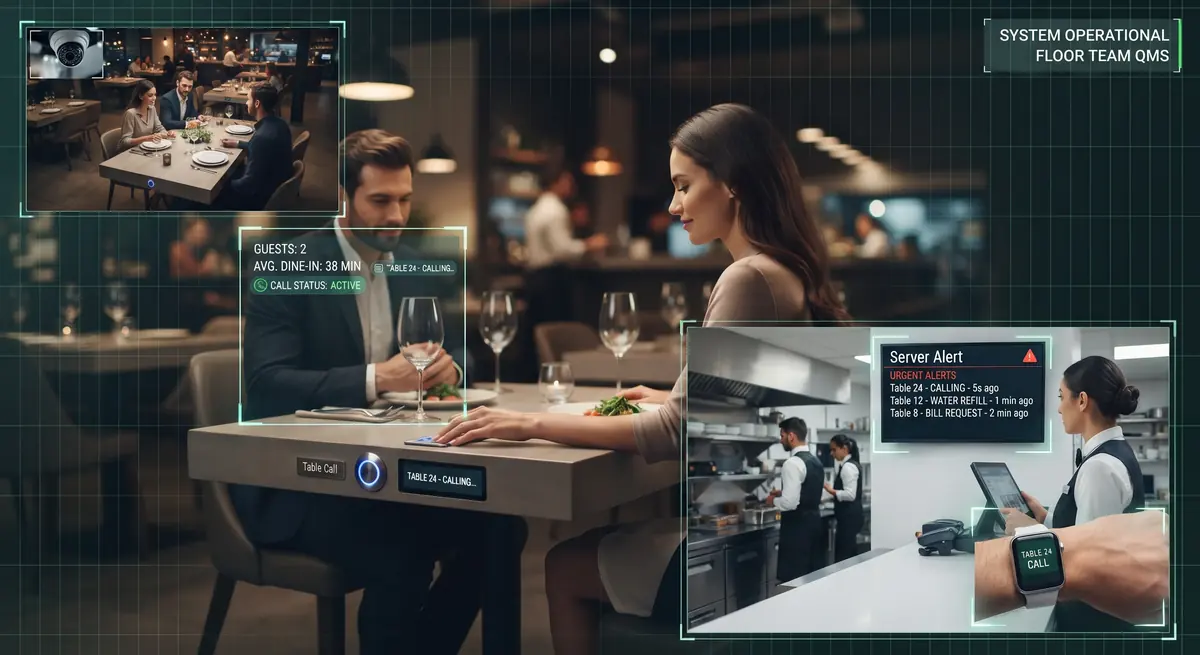 SYSTEM OPERATIONAL
FLOOR TEAM QMS
GUESTS: 2
AVG. DINE-IN: 38 MIN
TABLE 24 - CALLING...
CALL STATUS: ACTIVE
Table Call
TABLE 24 - CALLING...
Server Alert
URGENT ALERTS
Table 24 - CALLING - 5s ago
Table 12 - WATER REFILL - 1 min ago
Table 8 - BILL REQUEST - 2 min ago
TABLE 24
CALL